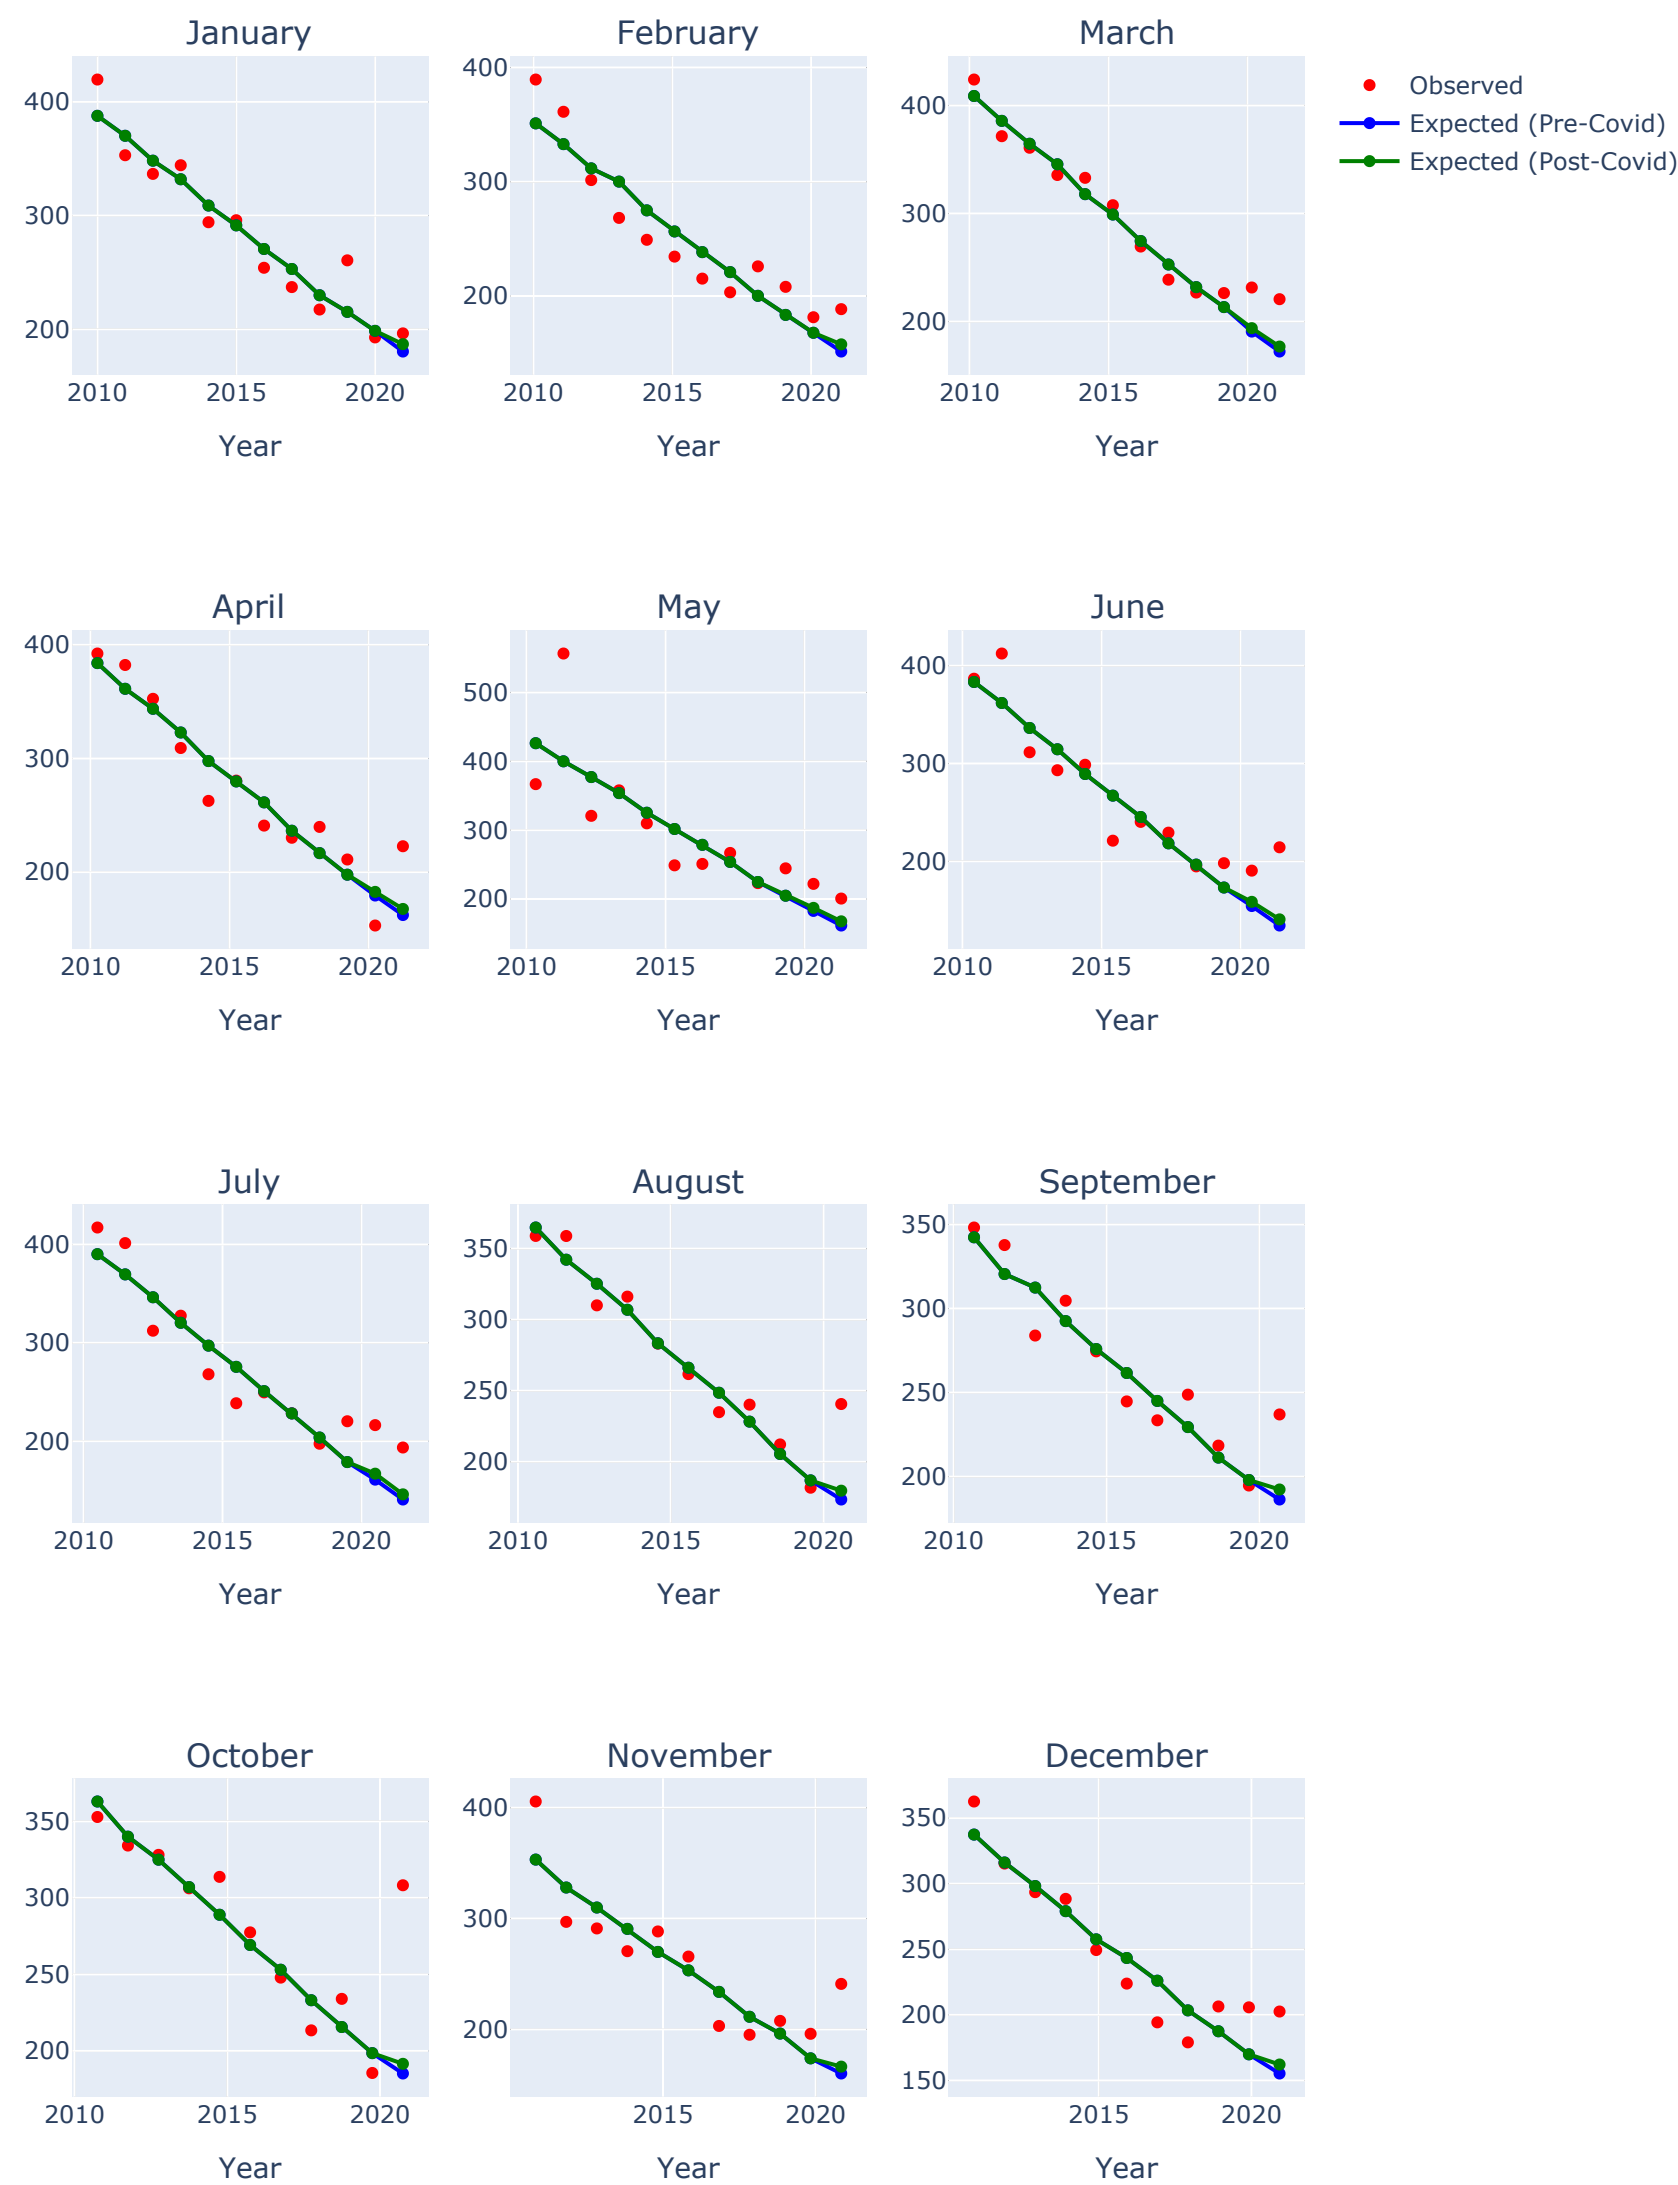 January
February
March
400
300
200
2010
2015
2020
Year
400
300
200
2010
2015
2020
Year
400
300
200
2010
2015
2020
Year
Observed
Expected (Pre-Covid)
Expected (Post-Covid)
April
May
June
400
300
200
2010
2015
2020
Year
500
400
300
200
2010
2015
2020
Year
400
300
200
2010
2015
2020
Year
July
August
September
400
300
200
2010
2015
2020
Year
350
300
250
200
2010
2015
2020
Year
350
300
250
200
2010
2015
2020
Year
October
November
December
350
300
250
200
2010
2015
2020
Year
400
300
200
2015
2020
Year
350
300
250
200
150
2015
2020
Year